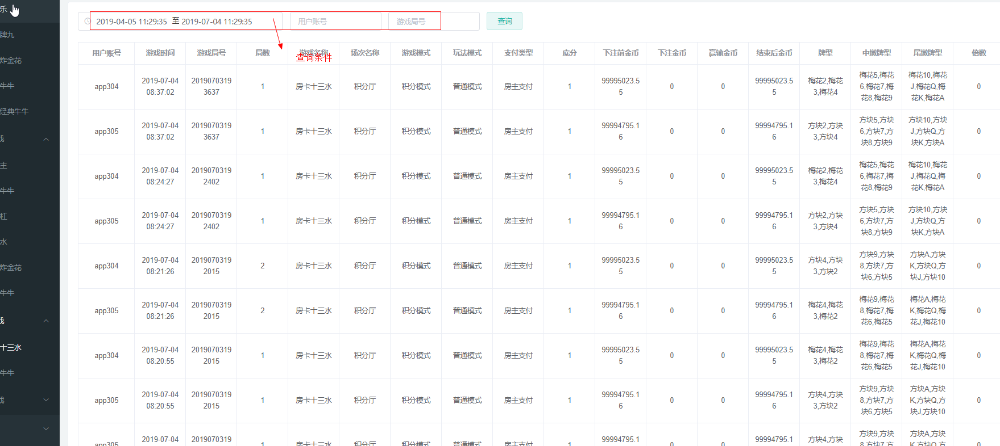 乐
牌九
炸金花
牛牛
经典牛牛
戏
主
牛牛
杠
水
炸金花
牛牛
戏
十三水
牛牛
戏
2019-04-05 11:29:35 至 2019-07-04 11:29:35 用户账号 游戏局号 查询
查询条件
用户账号 游戏时间 游戏局号 局数 游戏名称 场次名称 游戏模式 玩法模式 支付类型 底分 下注前金币 下注金币 赢输金币 结束后金币 牌型 中墩牌型 尾墩牌型 倍数
app304 2019-07-04 08:37:02 20190703193637 1 房卡十三水 积分厅 积分模式 普通模式 房主支付 1 99995023.55 0 0 99995023.55 梅花2,梅花3,梅花4 梅花5,梅花6,梅花7,梅花8,梅花9 梅花10,梅花J,梅花Q,梅花K,梅花A 0
app305 2019-07-04 08:37:02 20190703193637 1 房卡十三水 积分厅 积分模式 普通模式 房主支付 1 99994795.16 0 0 99994795.16 方块2,方块3,方块4 方块5,方块6,方块7,方块8,方块9 方块10,方块J,方块Q,方块K,方块A 0
app304 2019-07-04 08:24:27 20190703192402 1 房卡十三水 积分厅 积分模式 普通模式 房主支付 1 99995023.55 0 0 99995023.55 梅花2,梅花3,梅花4 梅花5,梅花6,梅花7,梅花8,梅花9 梅花10,梅花J,梅花Q,梅花K,梅花A 0
app305 2019-07-04 08:24:27 20190703192402 1 房卡十三水 积分厅 积分模式 普通模式 房主支付 1 99994795.16 0 0 99994795.16 方块2,方块3,方块4 方块5,方块6,方块7,方块8,方块9 方块10,方块J,方块Q,方块K,方块A 0
app304 2019-07-04 08:21:26 20190703192015 2 房卡十三水 积分厅 积分模式 普通模式 房主支付 1 99995023.55 0 0 99995023.55 方块4,方块3,方块2 方块9,方块8,方块7,方块6,方块5 方块A,方块K,方块Q,方块J,方块10 0
app305 2019-07-04 08:21:26 20190703192015 2 房卡十三水 积分厅 积分模式 普通模式 房主支付 1 99994795.16 0 0 99994795.16 梅花4,梅花3,梅花2 梅花9,梅花8,梅花7,梅花6,梅花5 梅花A,梅花K,梅花Q,梅花J,梅花10 0
app304 2019-07-04 08:20:55 20190703192015 1 房卡十三水 积分厅 积分模式 普通模式 房主支付 1 99995023.55 0 0 99995023.55 梅花4,梅花3,梅花2 梅花9,梅花8,梅花7,梅花6,梅花5 梅花A,梅花K,梅花Q,梅花J,梅花10 0
app305 2019-07-04 08:20:55 20190703192015 1 房卡十三水 积分厅 积分模式 普通模式 房主支付 1 99994795.16 0 0 99994795.16 方块4,方块3,方块2 方块9,方块8,方块7,方块6,方块5 方块A,方块K,方块Q,方块J,方块10 0
app305 2019-07-04 2019070319 1 房卡十三水 积分厅 积分模式 普通模式 房主支付 1 99994795.1 0 0 99994795.1 方块4,方块 方块9,方块8,方块7,方 方块A,方块K,方块Q,方 0